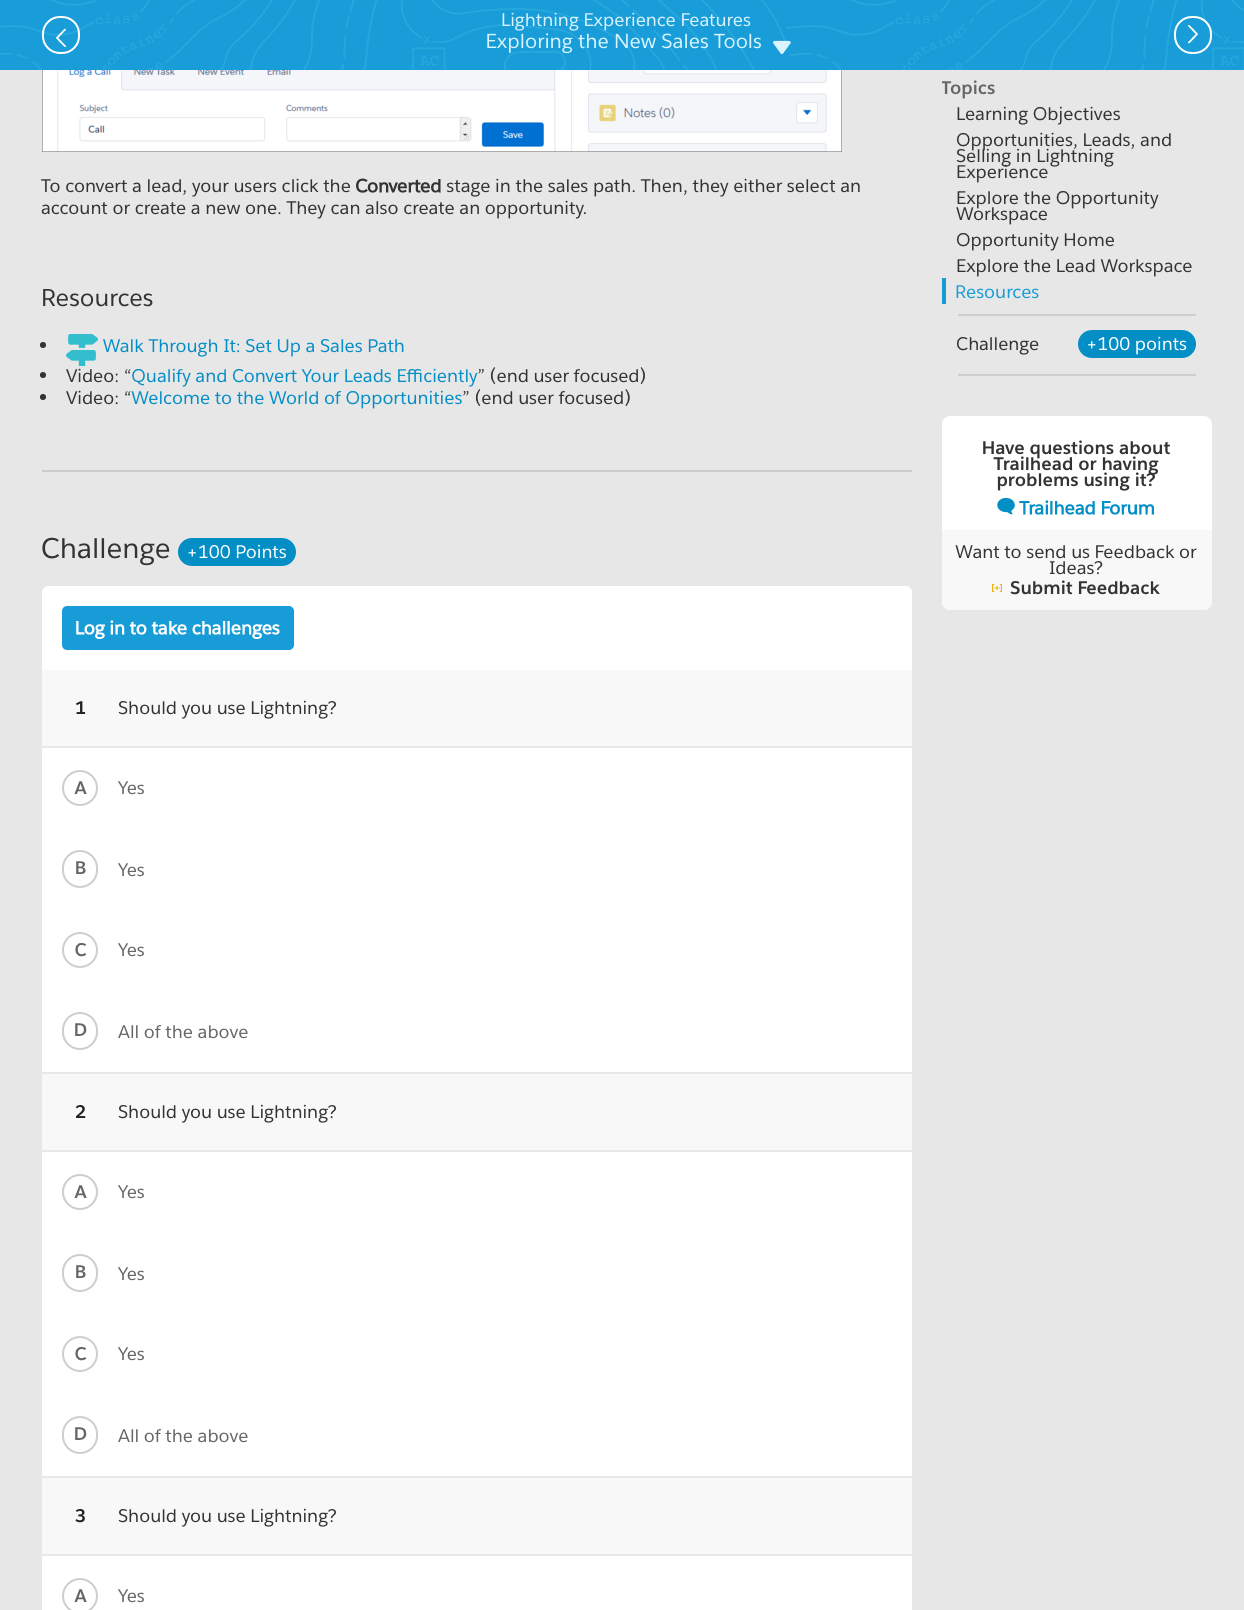 Lightning Experience Features
Exploring the New Sales Tools
class
container
x-
AC
class
container
x-
AC
Log a Call New Task New Event Email
Subject Comments
Call
Save
Notes (0)
To convert a lead, your users click the Converted stage in the sales path. Then, they either select an
account or create a new one. They can also create an opportunity.
Resources
Walk Through It: Set Up a Sales Path
Video: “Qualify and Convert Your Leads Efficiently” (end user focused)
Video: “Welcome to the World of Opportunities” (end user focused)
Challenge +100 Points
Log in to take challenges
1 Should you use Lightning?
A Yes
B Yes
C Yes
D All of the above
2 Should you use Lightning?
A Yes
B Yes
C Yes
D All of the above
3 Should you use Lightning?
A Yes
Topics
Learning Objectives
Opportunities, Leads, and
Selling in Lightning
Experience
Explore the Opportunity
Workspace
Opportunity Home
Explore the Lead Workspace
Resources
Challenge +100 points
Have questions about
Trailhead or having
problems using it?
Trailhead Forum
Want to send us Feedback or
Ideas?
[+] Submit Feedback